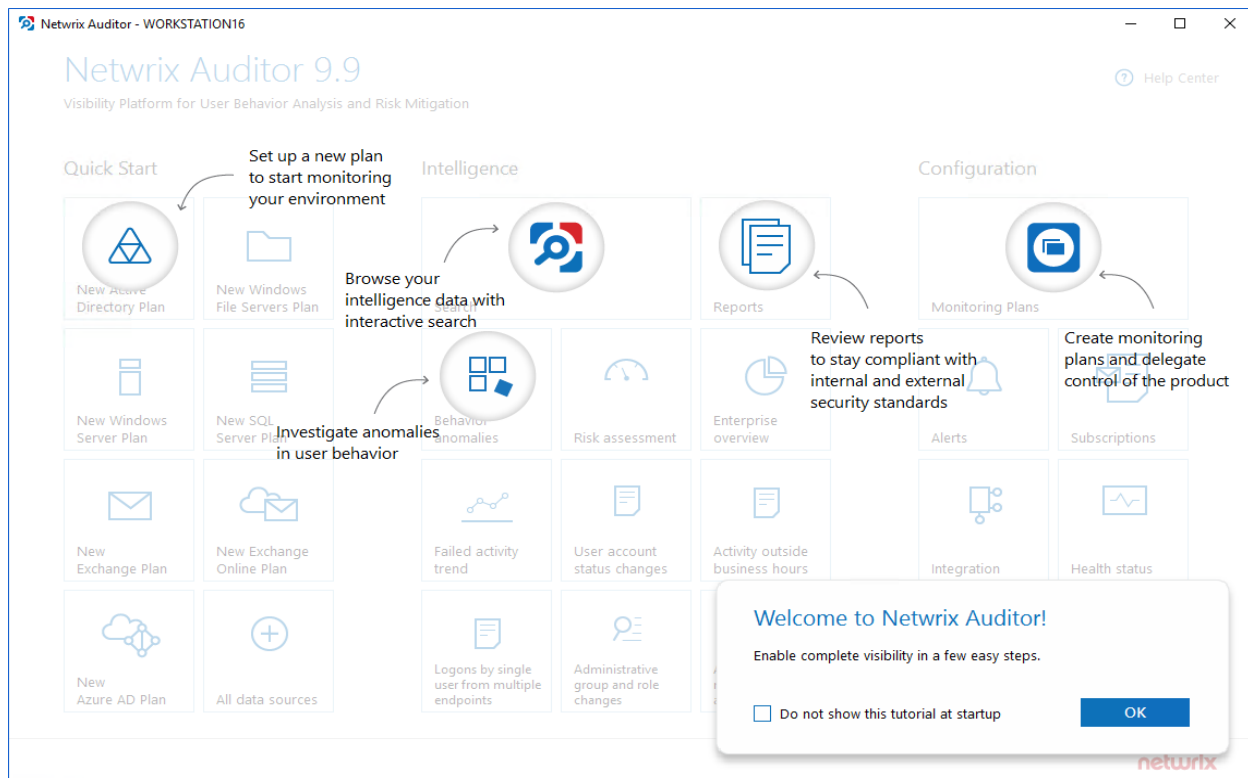 Netwrix Auditor - WORKSTATION16
Netwrix Auditor 9.9
Visibility Platform for User Behavior Analysis and Risk Mitigation
Help Center
Quick Start
Set up a new plan
to start monitoring
your environment
New Active
Directory Plan
New Windows
File Servers Plan
New Windows
Server Plan
New SQL
Server Plan
New
Exchange Plan
New Exchange
Online Plan
New
Azure AD Plan
All data sources
Intelligence
Browse your
intelligence data with
interactive search
Search
Reports
Review reports
to stay compliant with
internal and external
security standards
Investigate anomalies
in user behavior
Behavior
anomalies
Risk assessment
Enterprise
overview
Failed activity
trend
User account
status changes
Activity outside
business hours
Logons by single
user from multiple
endpoints
Administrative
group and role
changes
Configuration
Monitoring Plans
Create monitoring
plans and delegate
control of the product
Alerts
Subscriptions
Integration
Health status
Welcome to Netwrix Auditor!
Enable complete visibility in a few easy steps.
Do not show this tutorial at startup
OK
netwrix